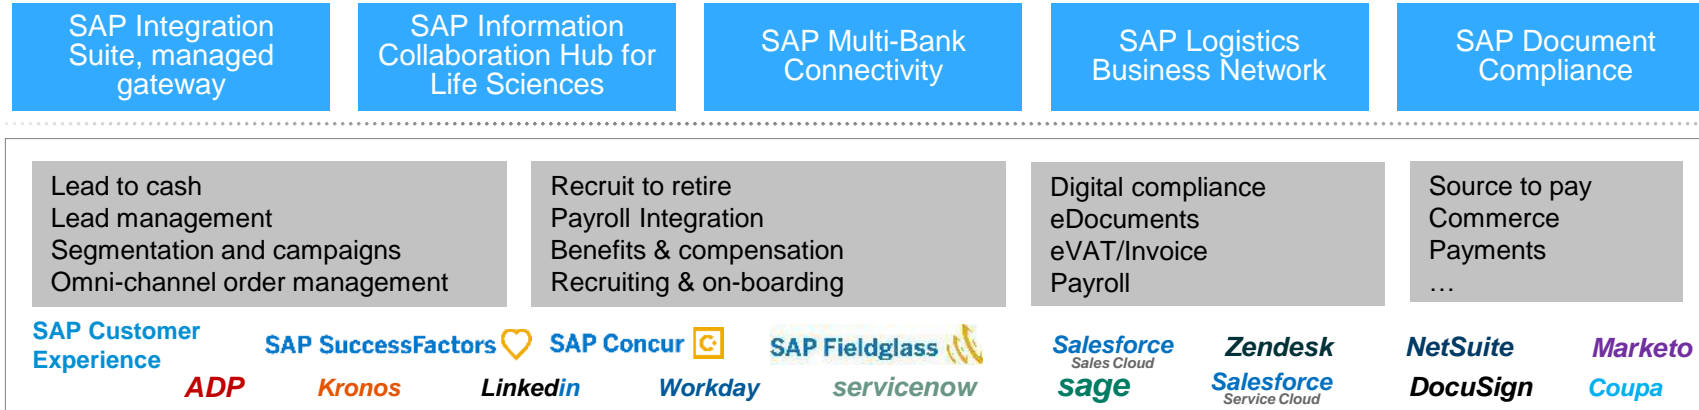 SAP Integration
Suite, managed
gateway
SAP Information
Collaboration Hub for
Life Sciences
SAP Multi-Bank
Connectivity
SAP Logistics
Business Network
SAP Document
Compliance
Lead to cash
Lead management
Segmentation and campaigns
Omni-channel order management
Recruit to retire
Payroll Integration
Benefits & compensation
Recruiting & on-boarding
Digital compliance
eDocuments
eVAT/Invoice
Payroll
Source to pay
Commerce
Payments
…
SAP Customer
Experience
SAP SuccessFactors
SAP Concur
SAP Fieldglass
Salesforce
Sales Cloud
Zendesk
NetSuite
Marketo
ADP
Kronos
Linkedin
Workday
servicenow
sage
Salesforce
Service Cloud
DocuSign
Coupa